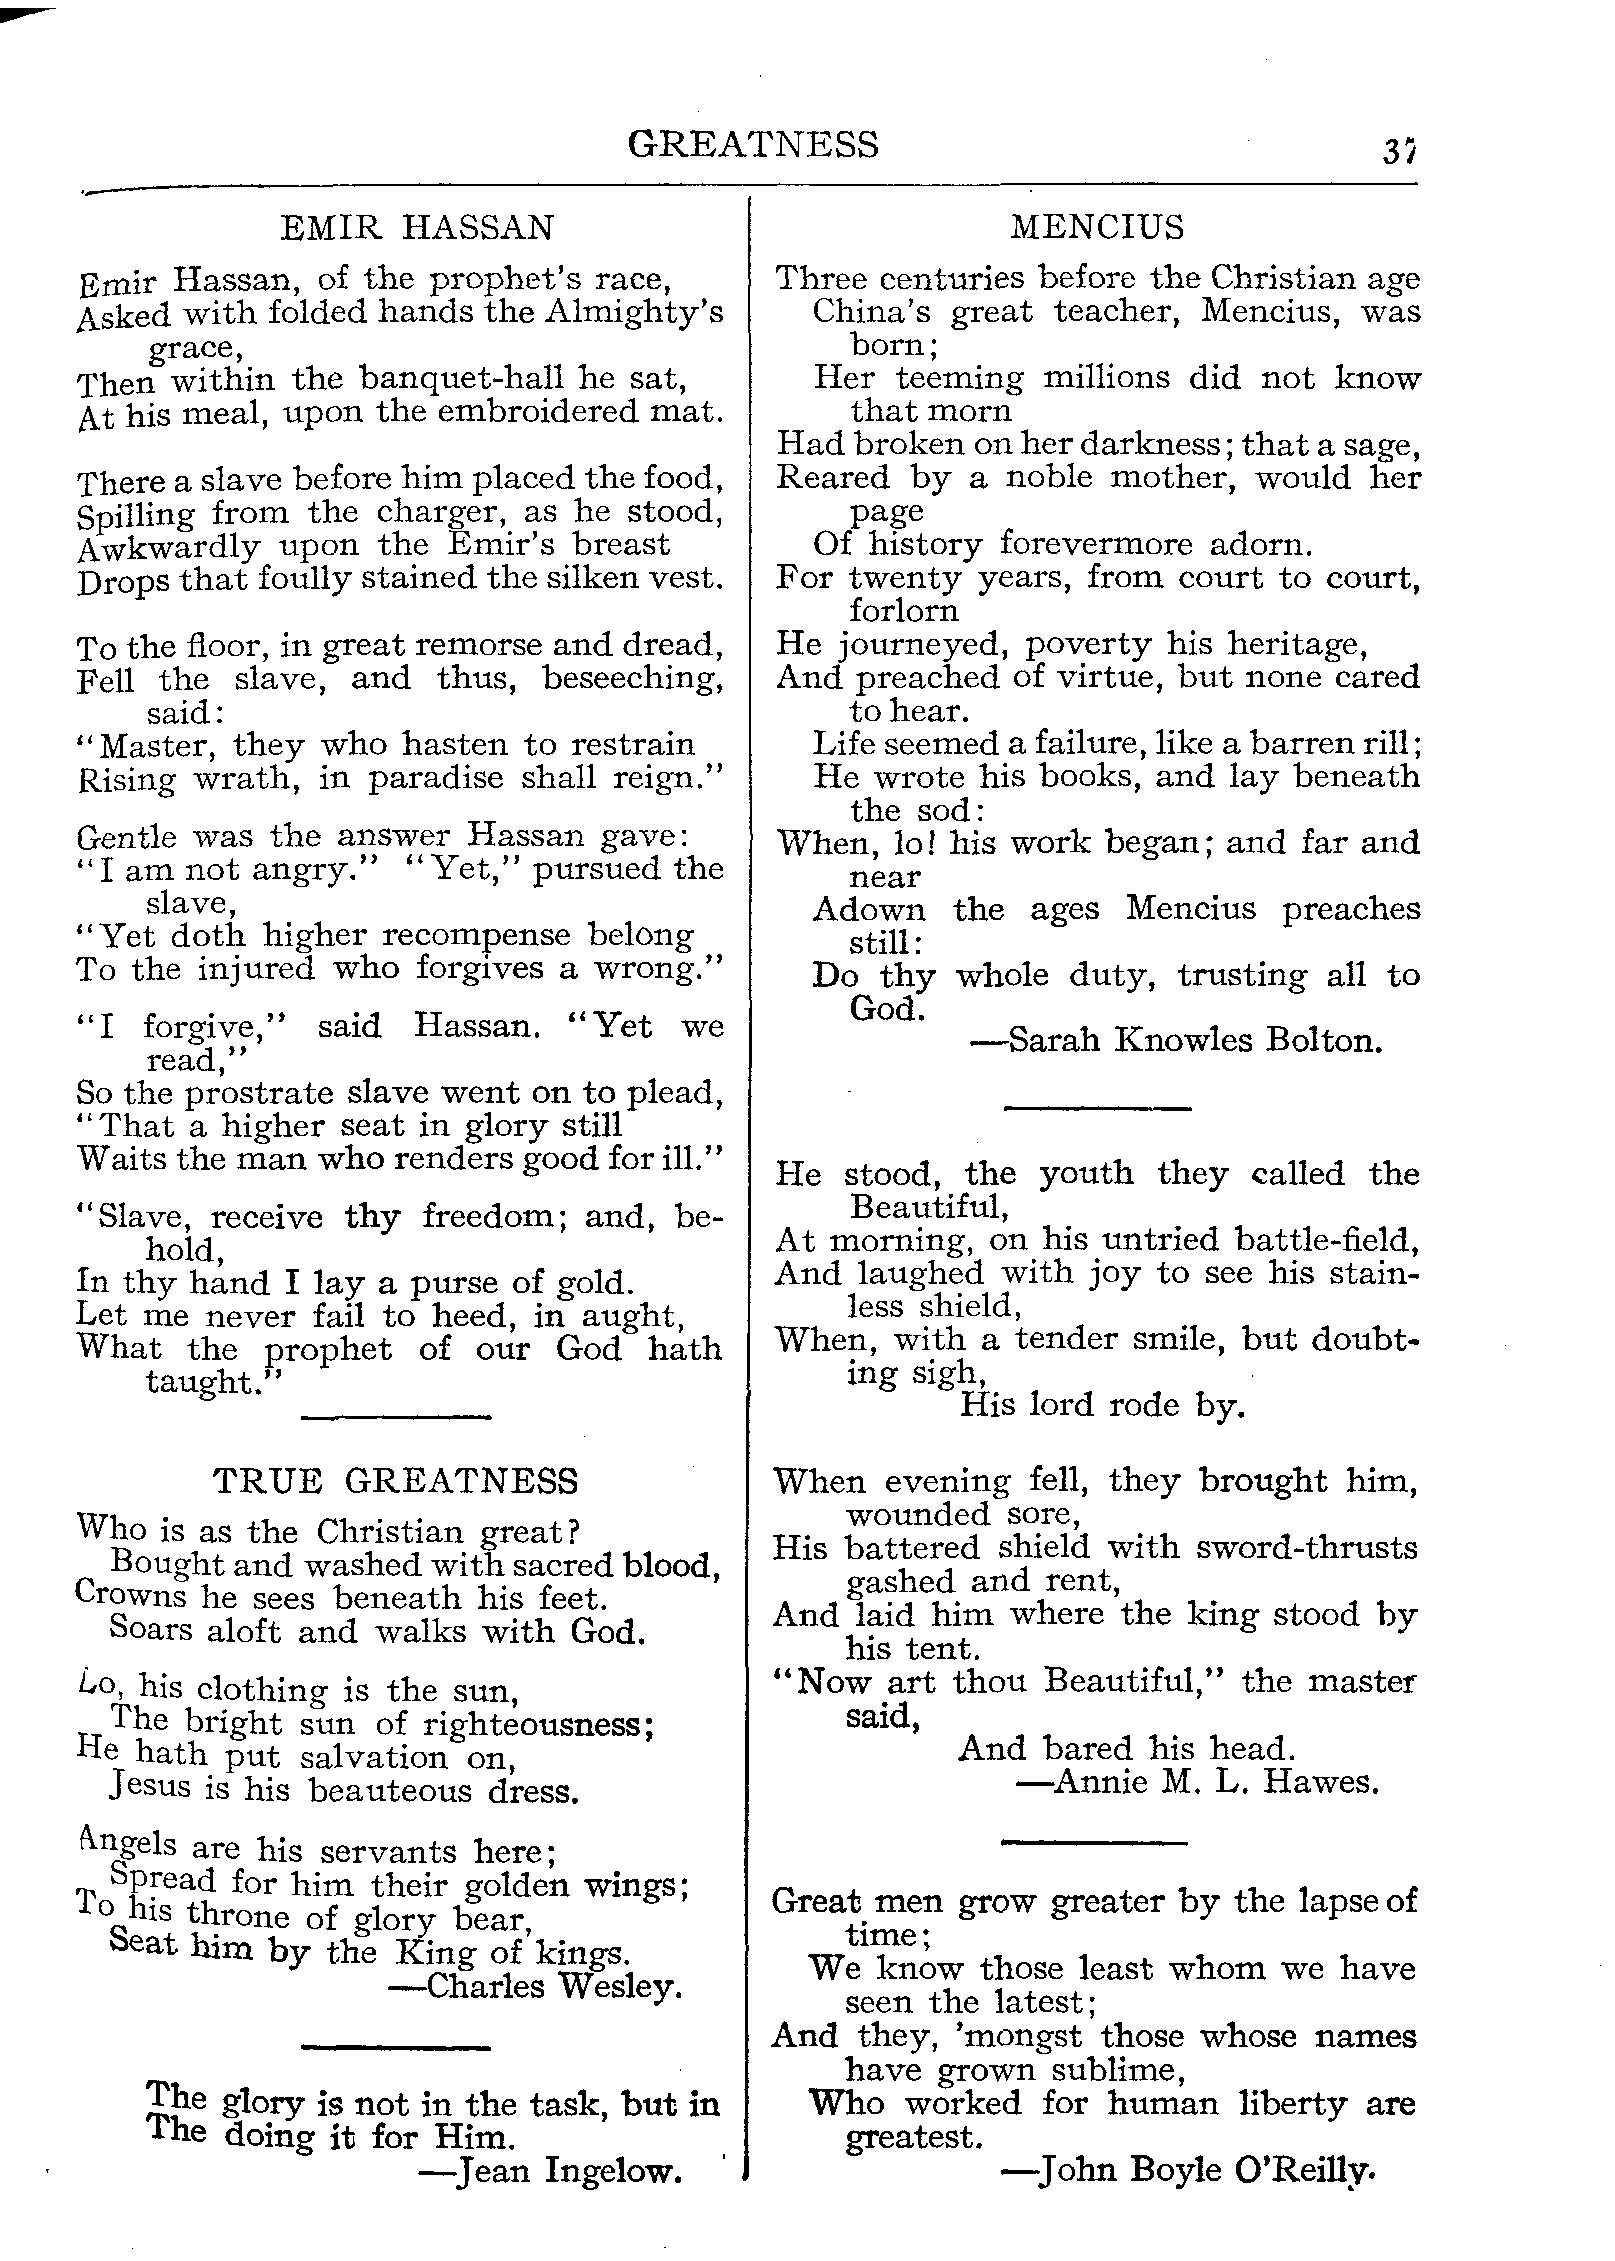 GREATNESS 37
EMIR HASSAN
Emir Hassan, of the prophet's race,
Asked with folded hands the Almighty's
grace,
Then within the banquet-hall he sat,
At his meal, upon the embroidered mat.
There a slave before him placed the food,
Spilling from the charger, as he stood,
Awkwardly upon the Emir's breast
Drops that foully stained the silken vest.
To the floor, in great remorse and dread,
Fell the slave, and thus, beseeching,
said:
"Master, they who hasten to restrain
Rising wrath, in paradise shall reign."
Gentle was the answer Hassan gave:
"I am not angry." "Yet," pursued the
slave,
"Yet doth higher recompense belong
To the injured who forgives a wrong."
"I forgive," said Hassan. "Yet we
read,"
So the prostrate slave went on to plead,
"That a higher seat in glory still
Waits the man who renders good for ill."
"Slave, receive thy freedom; and, be-
hold,
In thy hand I lay a purse of gold.
Let me never fail to heed, in aught,
What the prophet of our God hath
taught."
TRUE GREATNESS
Who is as the Christian great?
Bought and washed with sacred blood,
Crowns he sees beneath his feet.
Soars aloft and walks with God.
Lo, his clothing is the sun,
The bright sun of righteousness;
He hath put salvation on,
Jesus is his beauteous dress.
Angels are his servants here;
Spread for him their golden wings;
To his throne of glory bear,
Seat him by the King of kings.
—Charles Wesley.
The glory is not in the task, but in
The doing it for Him.
—Jean Ingelow.
MENCIUS
Three centuries before the Christian age
China's great teacher, Mencius, was
born;
Her teeming millions did not know
that morn
Had broken on her darkness; that a sage,
Reared by a noble mother, would her
page
Of history forevermore adorn.
For twenty years, from court to court,
forlorn
He journeyed, poverty his heritage,
And preached of virtue, but none cared
to hear.
Life seemed a failure, like a barren rill;
He wrote his books, and lay beneath
the sod:
When, lo! his work began; and far and
near
Adown the ages Mencius preaches
still:
Do thy whole duty, trusting all to
God.
—Sarah Knowles Bolton.
He stood, the youth they called the
Beautiful,
At morning, on his untried battle-field,
And laughed with joy to see his stain-
less shield,
When, with a tender smile, but doubt-
ing sigh,
His lord rode by.
When evening fell, they brought him,
wounded sore,
His battered shield with sword-thrusts
gashed and rent,
And laid him where the king stood by
his tent.
"Now art thou Beautiful," the master
said,
And bared his head.
—Annie M. L. Hawes.
Great men grow greater by the lapse of
time;
We know those least whom we have
seen the latest;
And they, 'mongst those whose names
have grown sublime,
Who worked for human liberty are
greatest.
—John Boyle O'Reilly.